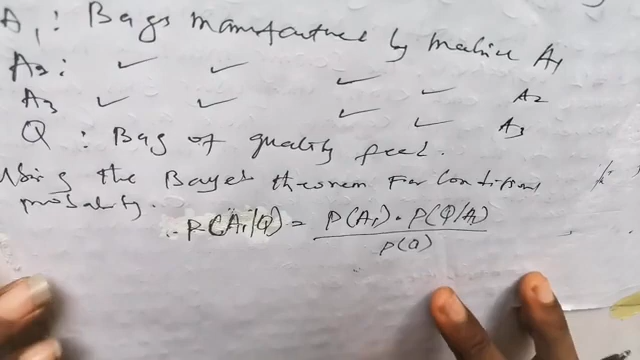 A1: Bags manufactured by machine A1
A2: ✓ ✓ ✓ ✓ A2
A3 ✓ ✓ ✓ ✓ A3
Q : Bag of quality feed.
Using the Bayes theorem For Conditional
probability.
∴ P(A1/Q) = P(A1) · P(Q/A1)
P(Q)